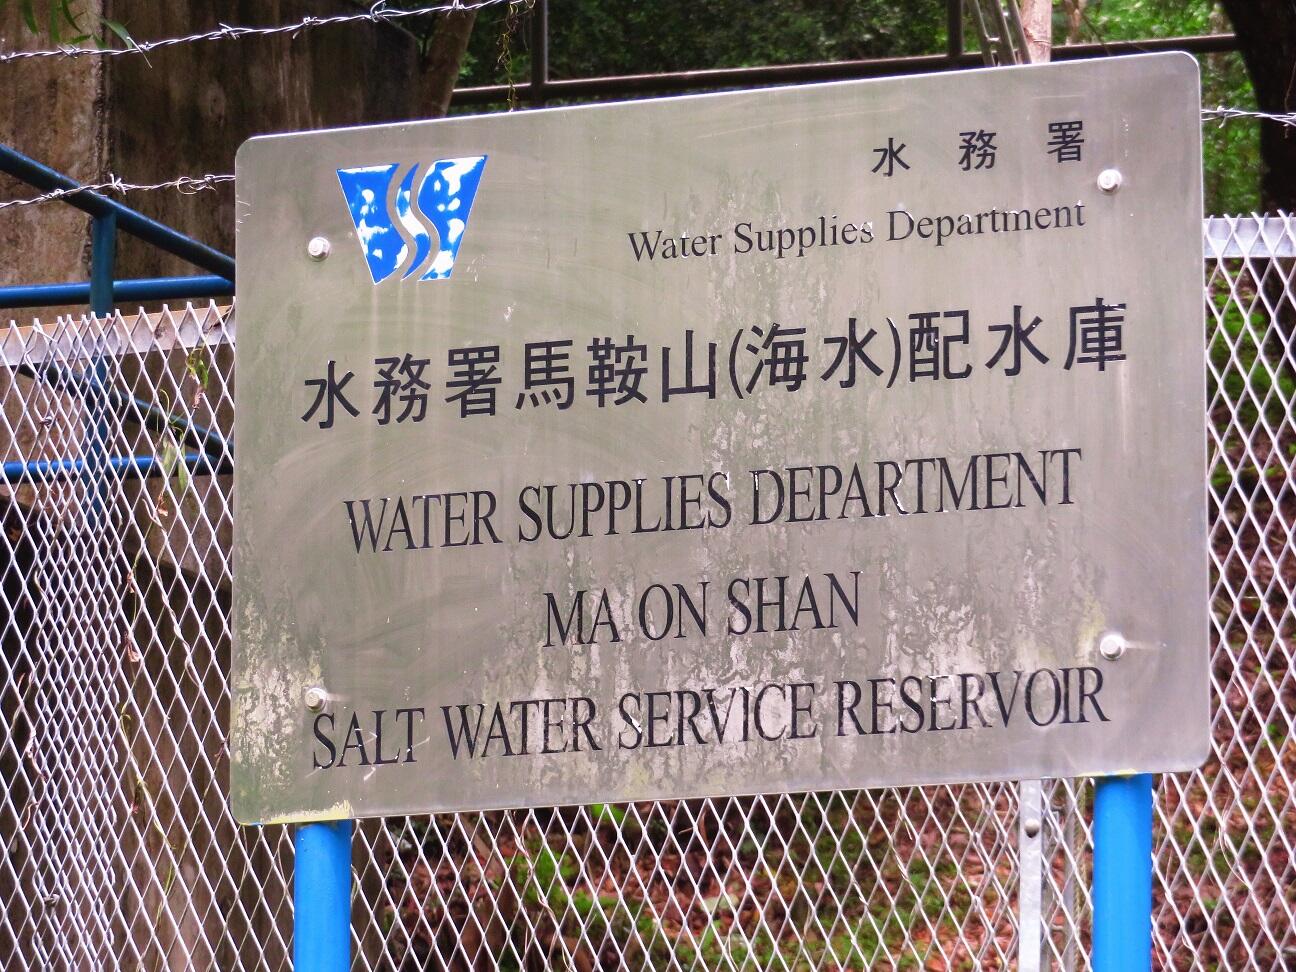 水務署
Water Supplies Department
水務署馬鞍山(海水)配水庫
WATER SUPPLIES DEPARTMENT
MA ON SHAN
SALT WATER SERVICE RESERVOIR